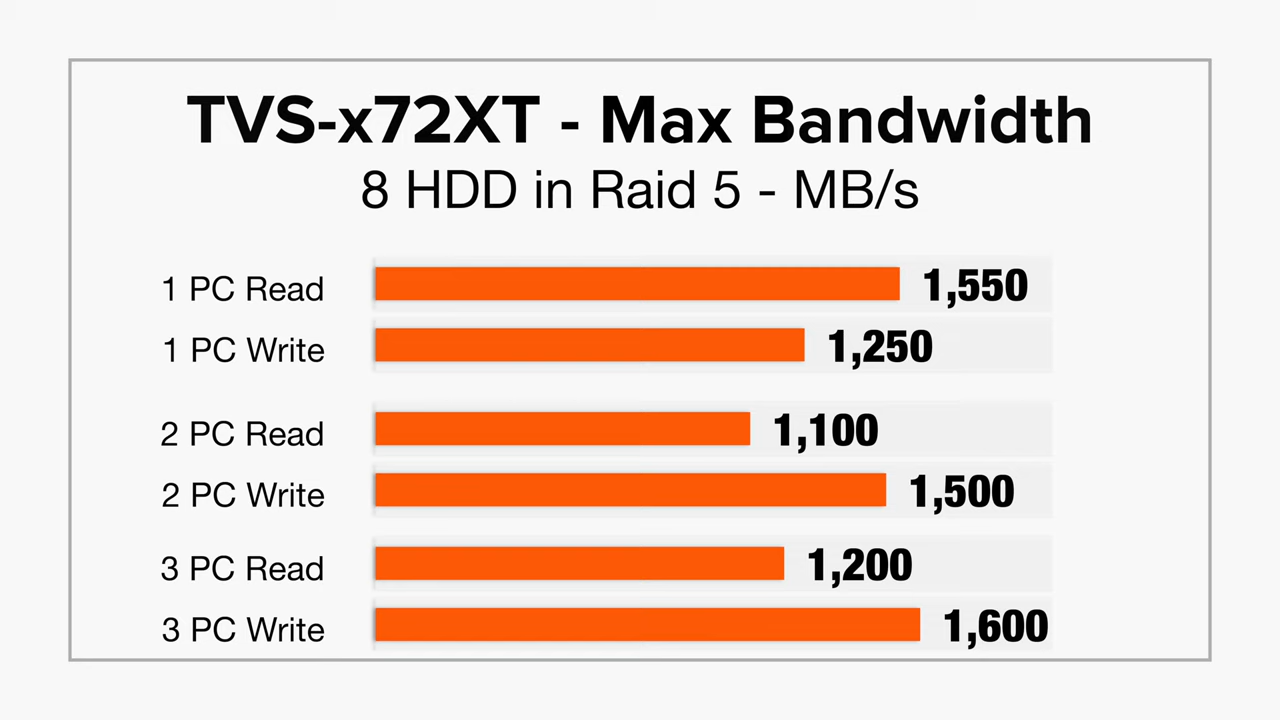 TVS-x72XT - Max Bandwidth
8 HDD in Raid 5 - MB/s
1 PC Read 1,550
1 PC Write 1,250
2 PC Read 1,100
2 PC Write 1,500
3 PC Read 1,200
3 PC Write 1,600